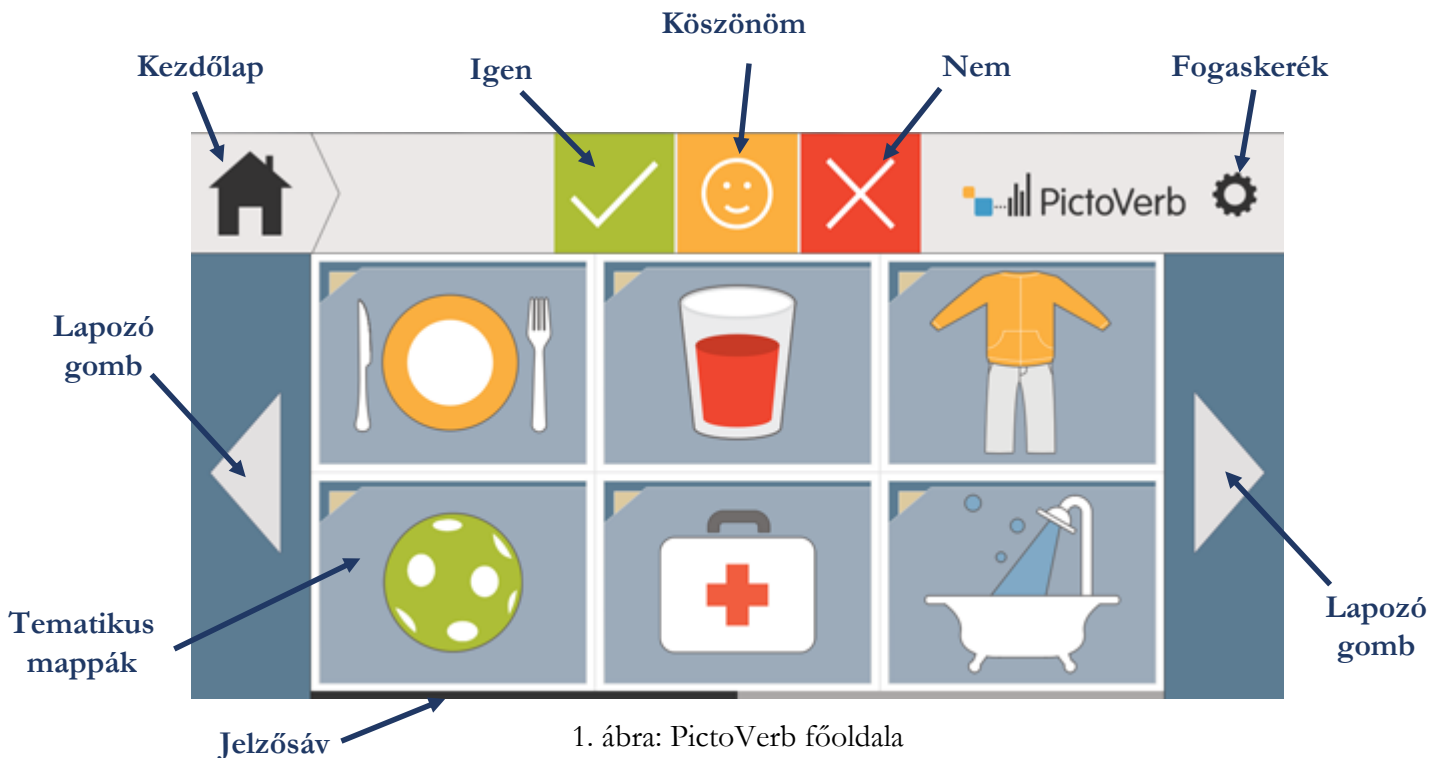 Köszönöm
Kezdőlap
Igen
Nem
Fogaskerék
PictoVerb
Lapozó
gomb
Tematikus
mappák
Lapozó
gomb
Jelzősáv
1. ábra: PictoVerb főoldala